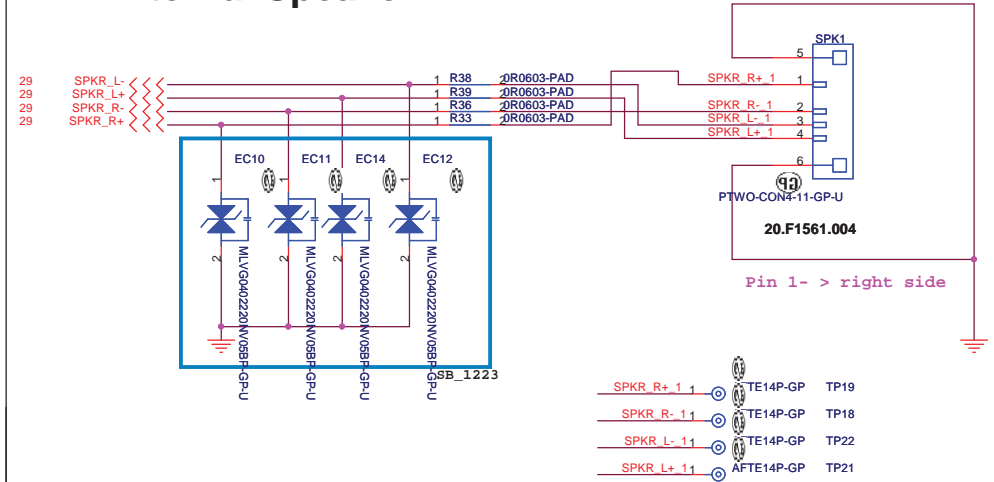 SPK1
5
29 SPKR_L- 1 R38 2 0R0603-PAD SPKR_R+_1 1
29 SPKR_L+ 1 R39 2 0R0603-PAD
29 SPKR_R- 1 R36 2 0R0603-PAD SPKR_R-_1 2
29 SPKR_R+ 1 R33 2 0R0603-PAD SPKR_L-_1 3
SPKR_L+_1 4
6
EC10 EC11 EC14 EC12
1 1 1 1
2 2 2 2
MLVG0402220NV05BP-GP-U
MLVG0402220NV05BP-GP-U
MLVG0402220NV05BP-GP-U
MLVG0402220NV05BP-GP-U
SB_1223
PTWO-CON4-11-GP-U
20.F1561.004
Pin 1- > right side
SPKR_R+_1 1 TE14P-GP TP19
SPKR_R-_1 1 TE14P-GP TP18
SPKR_L-_1 1 TE14P-GP TP22
SPKR_L+_1 1 AFTE14P-GP TP21